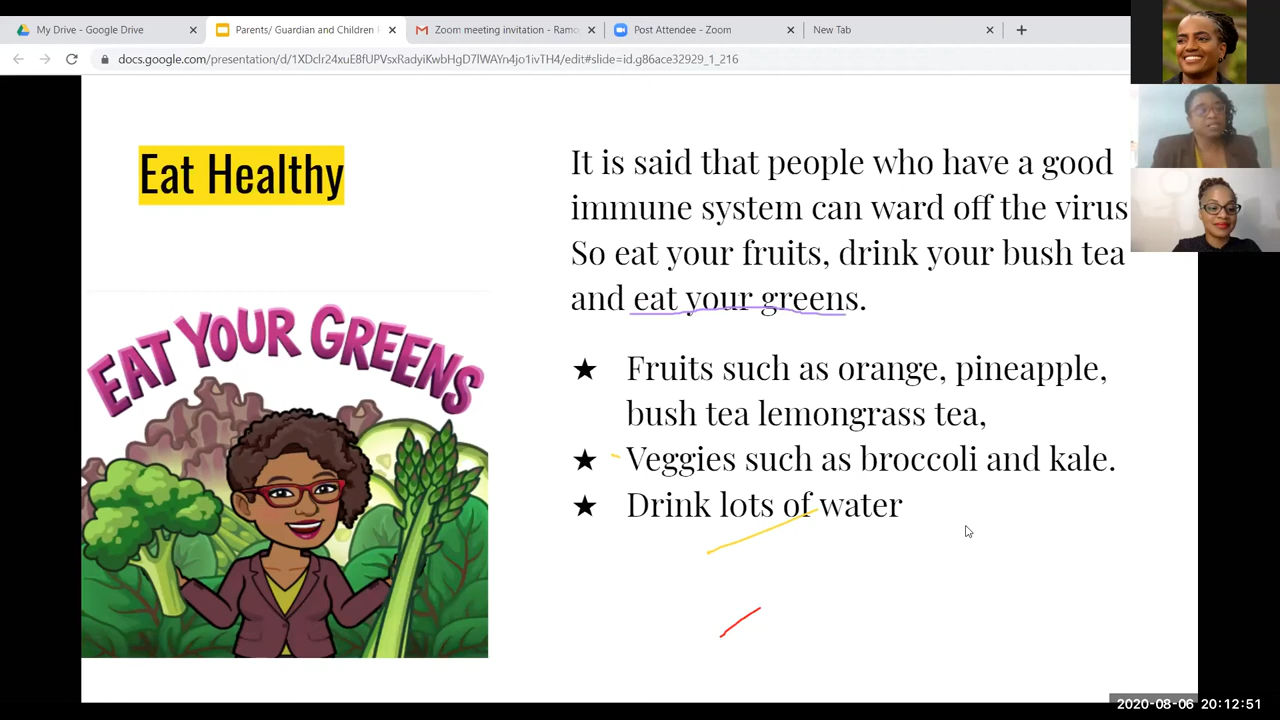 My Drive - Google Drive
Parents/ Guardian and Children
Zoom meeting invitation - Ramo
Post Attendee - Zoom
New Tab
docs.google.com/presentation/d/1XDclr24xuE8fUPVsxRadyiKwbHgD7lWRth4jo1ivTH4/edit#slide=id.g86ace32929_1_216
Eat Healthy
EAT YOUR GREENS
It is said that people who have a good
immune system can ward off the virus
So eat your fruits, drink your bush tea
and eat your greens.
★ Fruits such as orange, pineapple,
bush tea lemongrass tea,
★ Veggies such as broccoli and kale.
★ Drink lots of water
2020-08-06 20:12:51